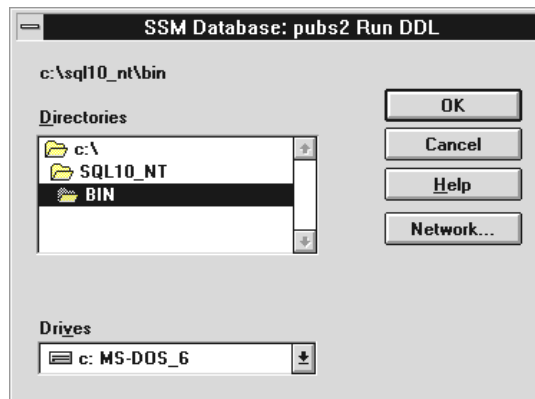 SSM Database: pubs2 Run DDL
c:\sql10_nt\bin
Directories
c:\
SQL10_NT
BIN
OK
Cancel
Help
Network...
Drives
c: MS-DOS_6